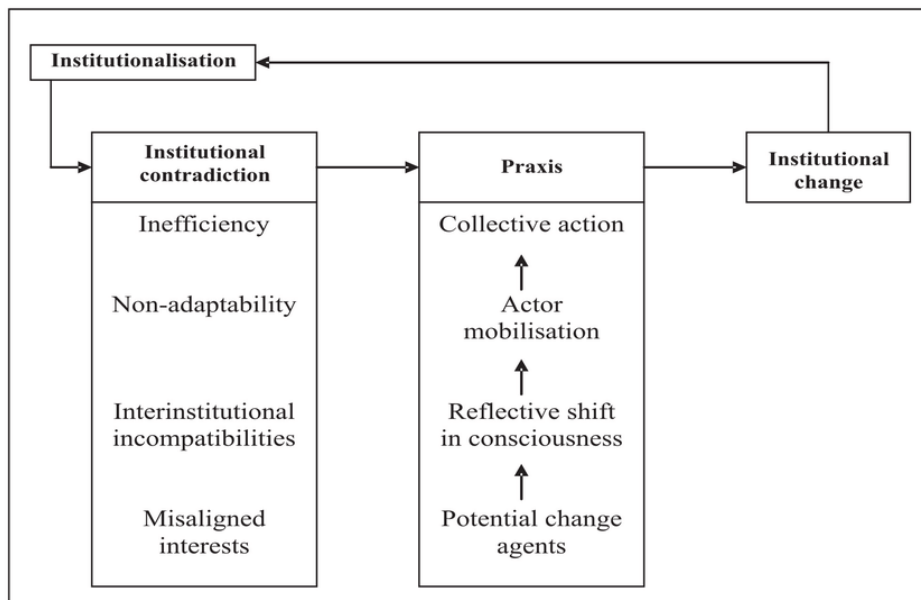 Institutionalisation
Institutional
contradiction
Inefficiency
Non-adaptability
Interinstitutional
incompatibilities
Misaligned
interests
Praxis
Collective action
Actor
mobilisation
Reflective shift
in consciousness
Potential change
agents
Institutional
change